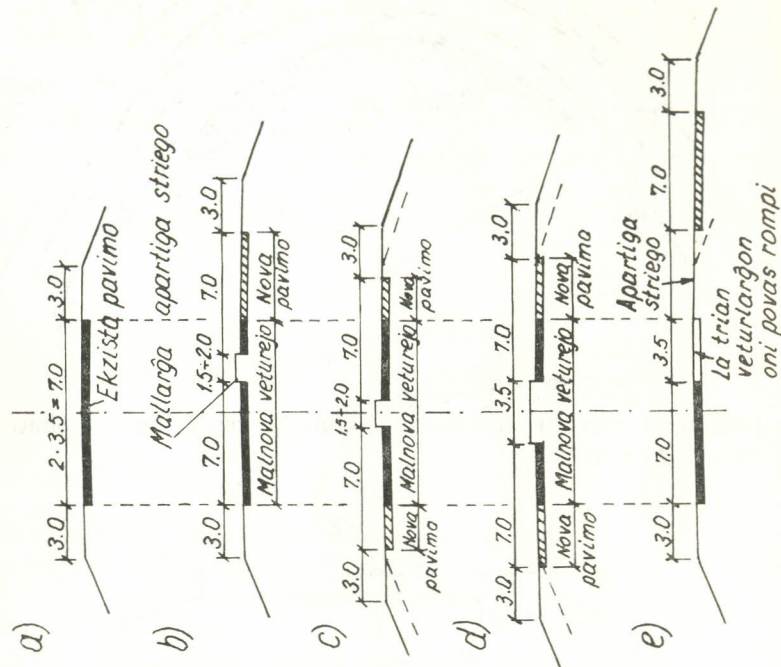 a)
3.0 2·3.5=7.0 3.0
Ekzista pavimo
b)
Mallarĝa apartiga striego
3.0 7.0 1.5÷2.0 7.0 3.0
Malnova veturejo Nova
pavimo
c)
3.0 7.0 1.5÷2.0 7.0 3.0
Nova Malnova veturejo Nova
pavimo pavimo
d)
3.0 7.0 3.5 7.0 3.0
Nova Malnova veturejo Nova
pavimo pavimo
e)
Apartiga
striego
3.0 7.0 3.5 7.0 3.0
La trian
veturlarĝon
oni povas rompi